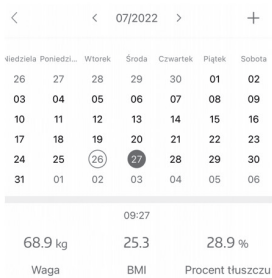 07/2022
Niedziela Poniedzi... Wtorek Środa Czwartek Piątek Sobota
26 27 28 29 30 01 02
03 04 05 06 07 08 09
10 11 12 13 14 15 16
17 18 19 20 21 22 23
24 25 26 27 28 29 30
31 01 02 03 04 05 06
09:27
68.9 kg 25.3 28.9 %
Waga BMI Procent tłuszczu